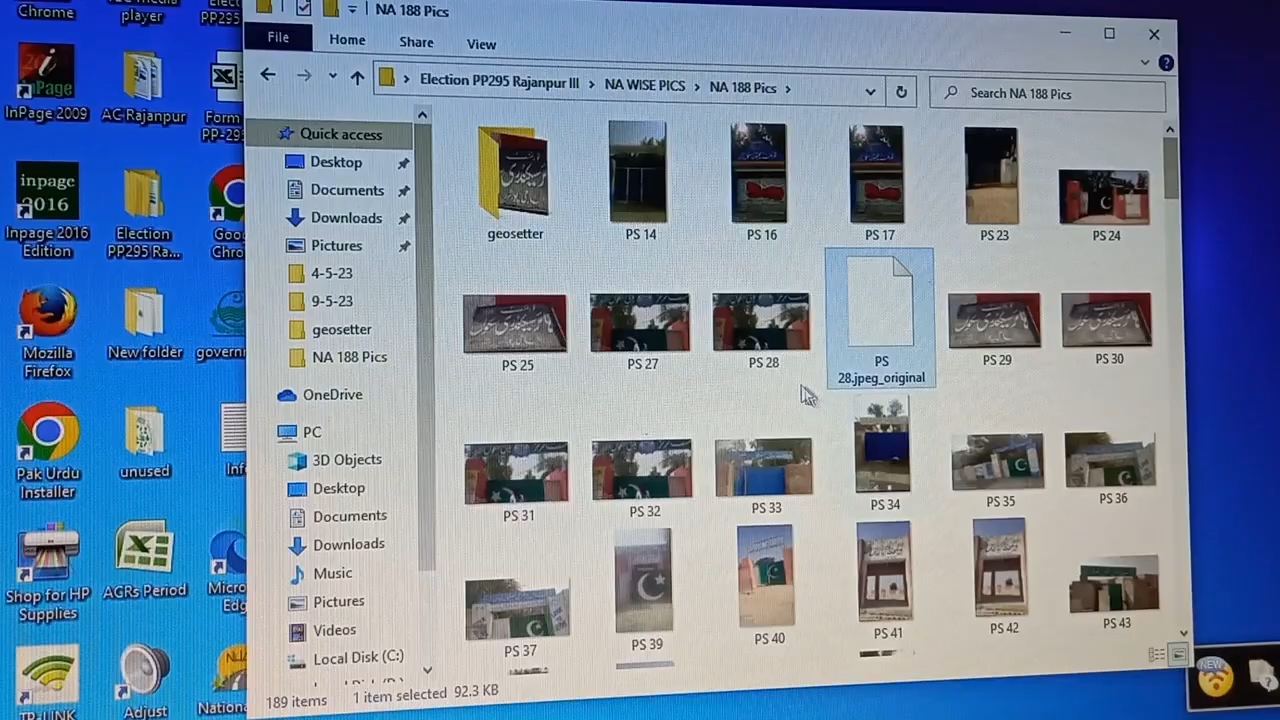 NA 188 Pics
File Home Share View
Election PP295 Rajanpur III › NA WISE PICS › NA 188 Pics ›
Search NA 188 Pics
Chrome
player
PP295
InPage 2009
AC-Rajanpur
Form
inpage
2016
Inpage 2016
Edition
Election
PP295 Ra...
Mozilla
Firefox
New folder
Pak Urdu
Installer
unused
Shop for HP
Supplies
AGRs Period
TP-LINK
Adjust
Quick access
Desktop
Documents
Downloads
Pictures
4-5-23
9-5-23
geosetter
NA 188 Pics
OneDrive
PC
3D Objects
Desktop
Documents
Downloads
Music
Pictures
Videos
Local Disk (C:)
geosetter
PS 14
PS 16
PS 17
PS 23
PS 24
PS 25
PS 27
PS 28
PS
28.jpeg_original
PS 29
PS 30
PS 31
PS 32
PS 33
PS 34
PS 35
PS 36
PS 37
PS 39
PS 40
PS 41
PS 42
PS 43
189 items 1 item selected 92.3 KB
NEW